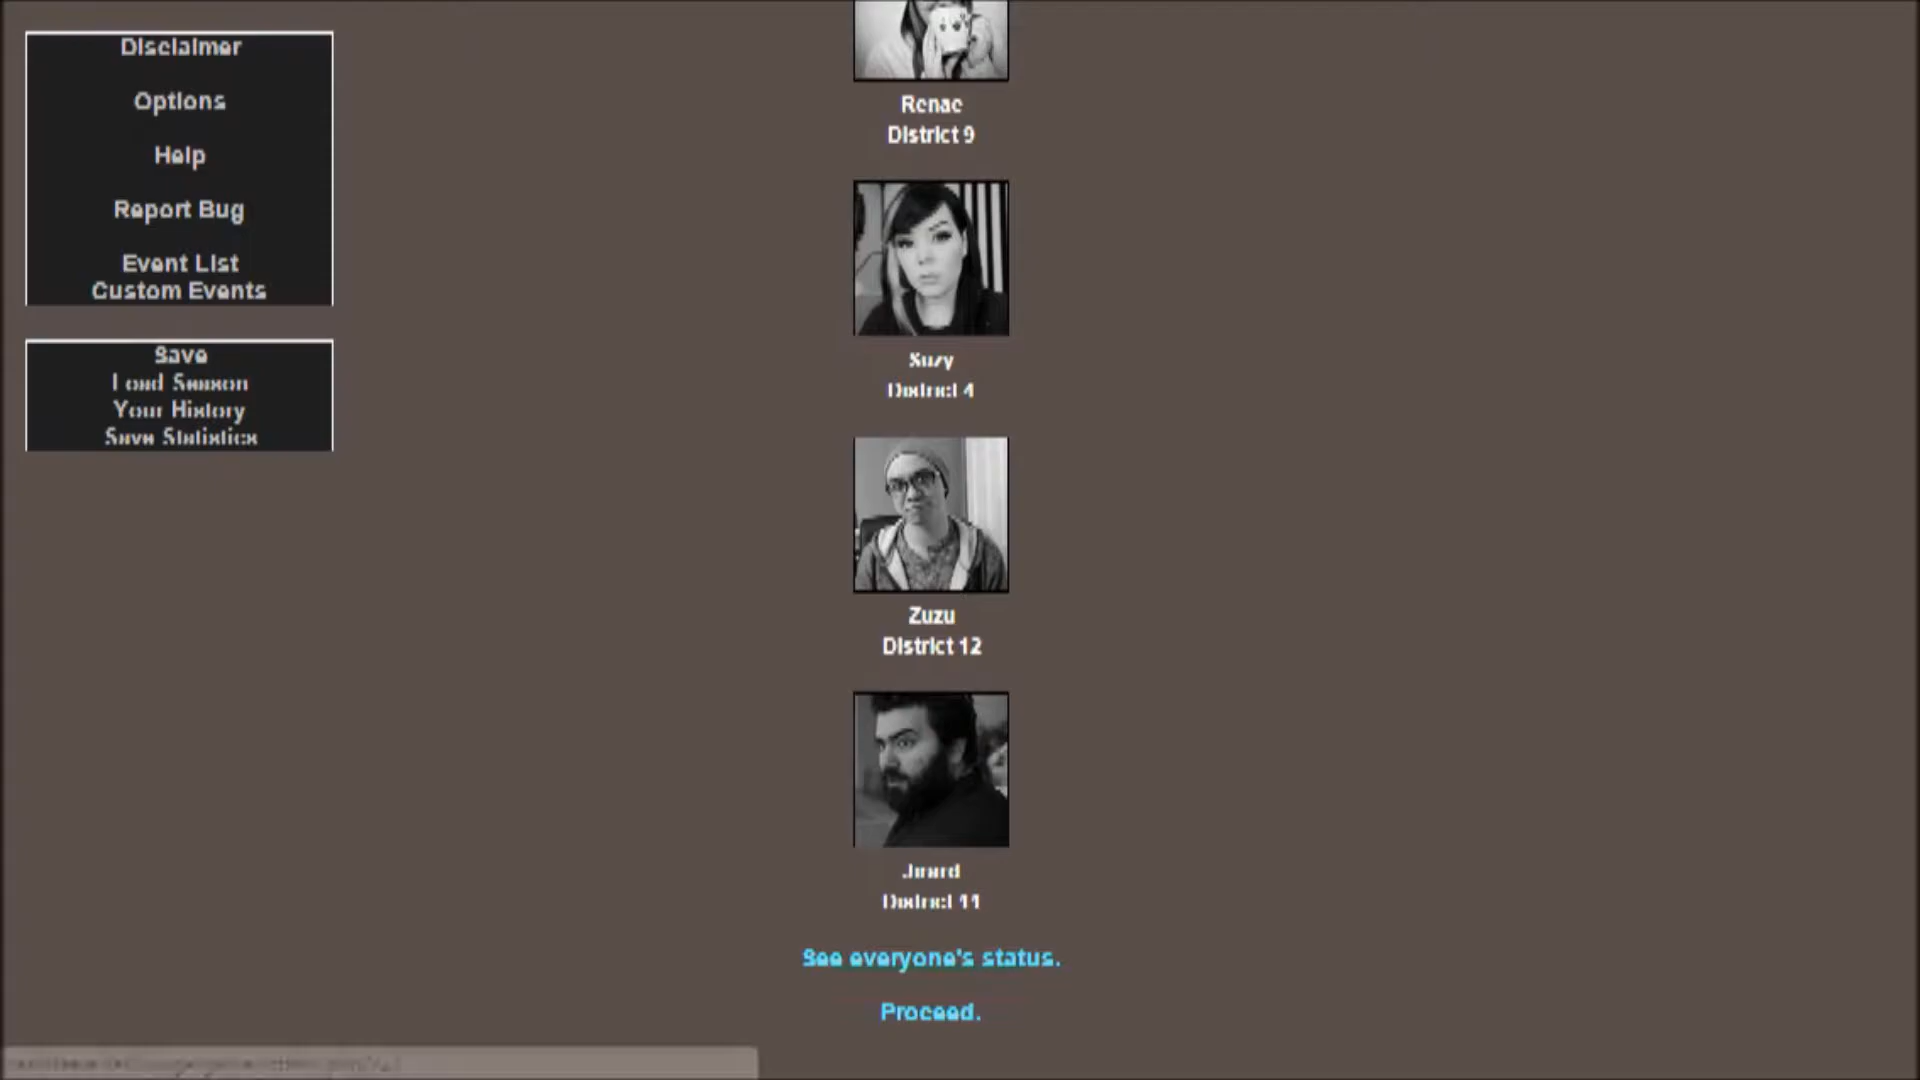 Disclaimer
Options
Help
Report Bug
Event List
Custom Events
Save
Load Season
Your History
Save Statistics
Renae
District 9
Suzy
District 4
Zuzu
District 12
Jirard
District 11
See everyone's status.
Proceed.